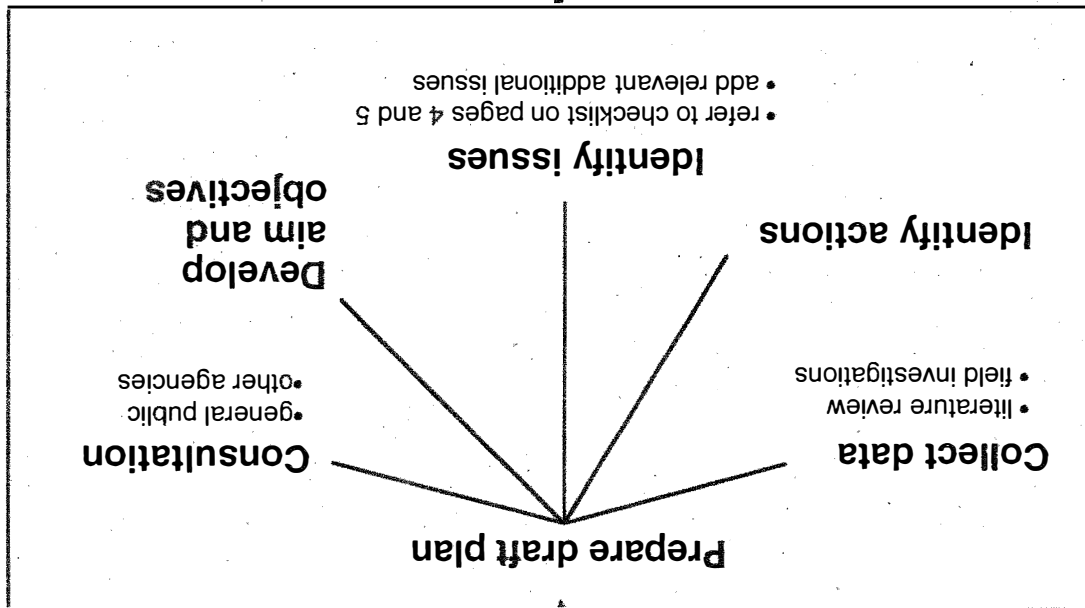 Prepare draft plan
Collect data
• literature review
• field investigations
Consultation
•general public
•other agencies
Identify actions
Develop
aim and
objectives
Identify issues
• refer to checklist on pages 4 and 5
• add relevant additional issues